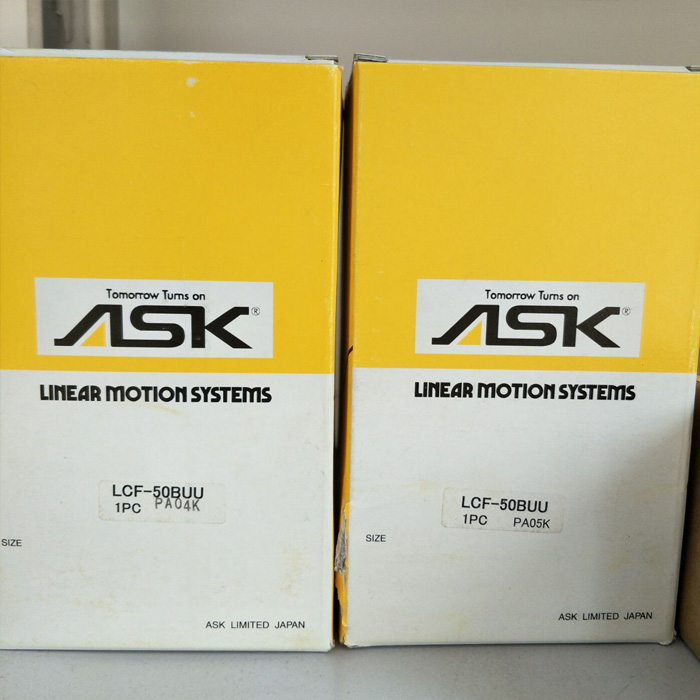 Tomorrow Turns on
ASK®
LINEAR MOTION SYSTEMS
LCF-50BUU
1PC PA04K
SIZE
ASK LIMITED JAPAN
Tomorrow Turns on
ASK®
LINEAR MOTION SYSTEMS
LCF-50BUU
1PC PA05K
SIZE
ASK LIMITED JAPAN